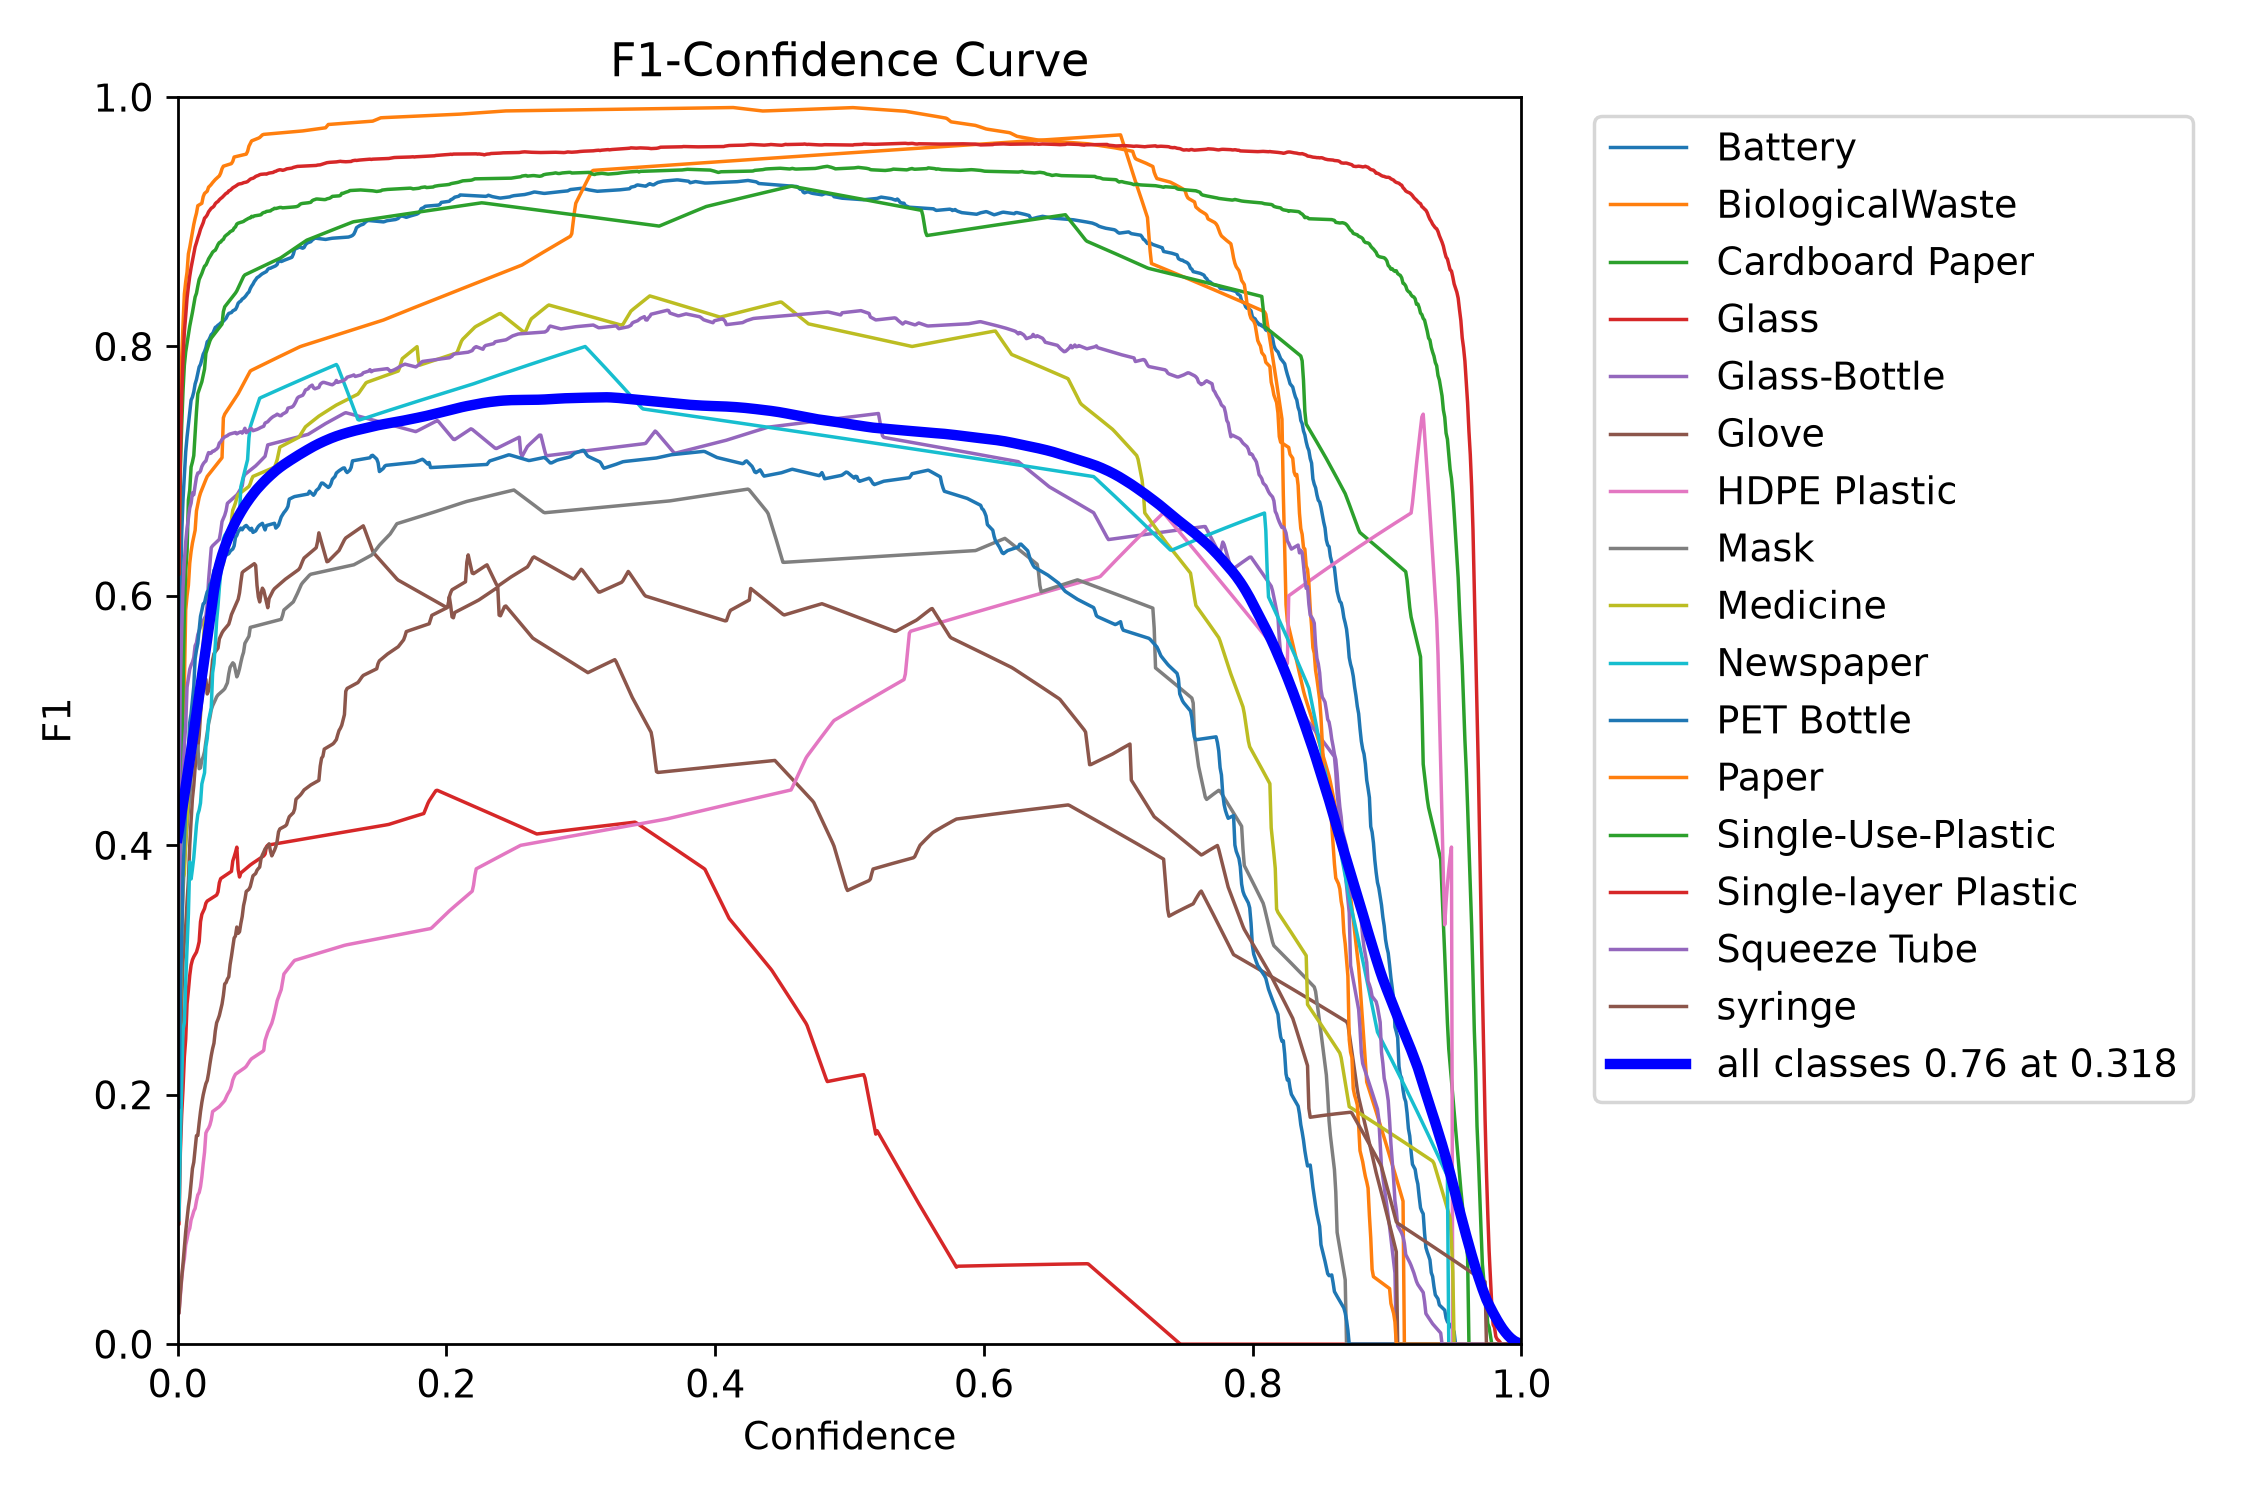 F1-Confidence Curve
1.0
0.8
0.6
0.4
0.2
0.0
F1
0.0 0.2 0.4 0.6 0.8 1.0
Confidence
Battery
BiologicalWaste
Cardboard Paper
Glass
Glass-Bottle
Glove
HDPE Plastic
Mask
Medicine
Newspaper
PET Bottle
Paper
Single-Use-Plastic
Single-layer Plastic
Squeeze Tube
syringe
all classes 0.76 at 0.318